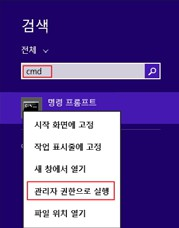 검색
전체
cmd
명령 프롬프트
시작 화면에 고정
작업 표시줄에 고정
새 창에서 열기
관리자 권한으로 실행
파일 위치 열기